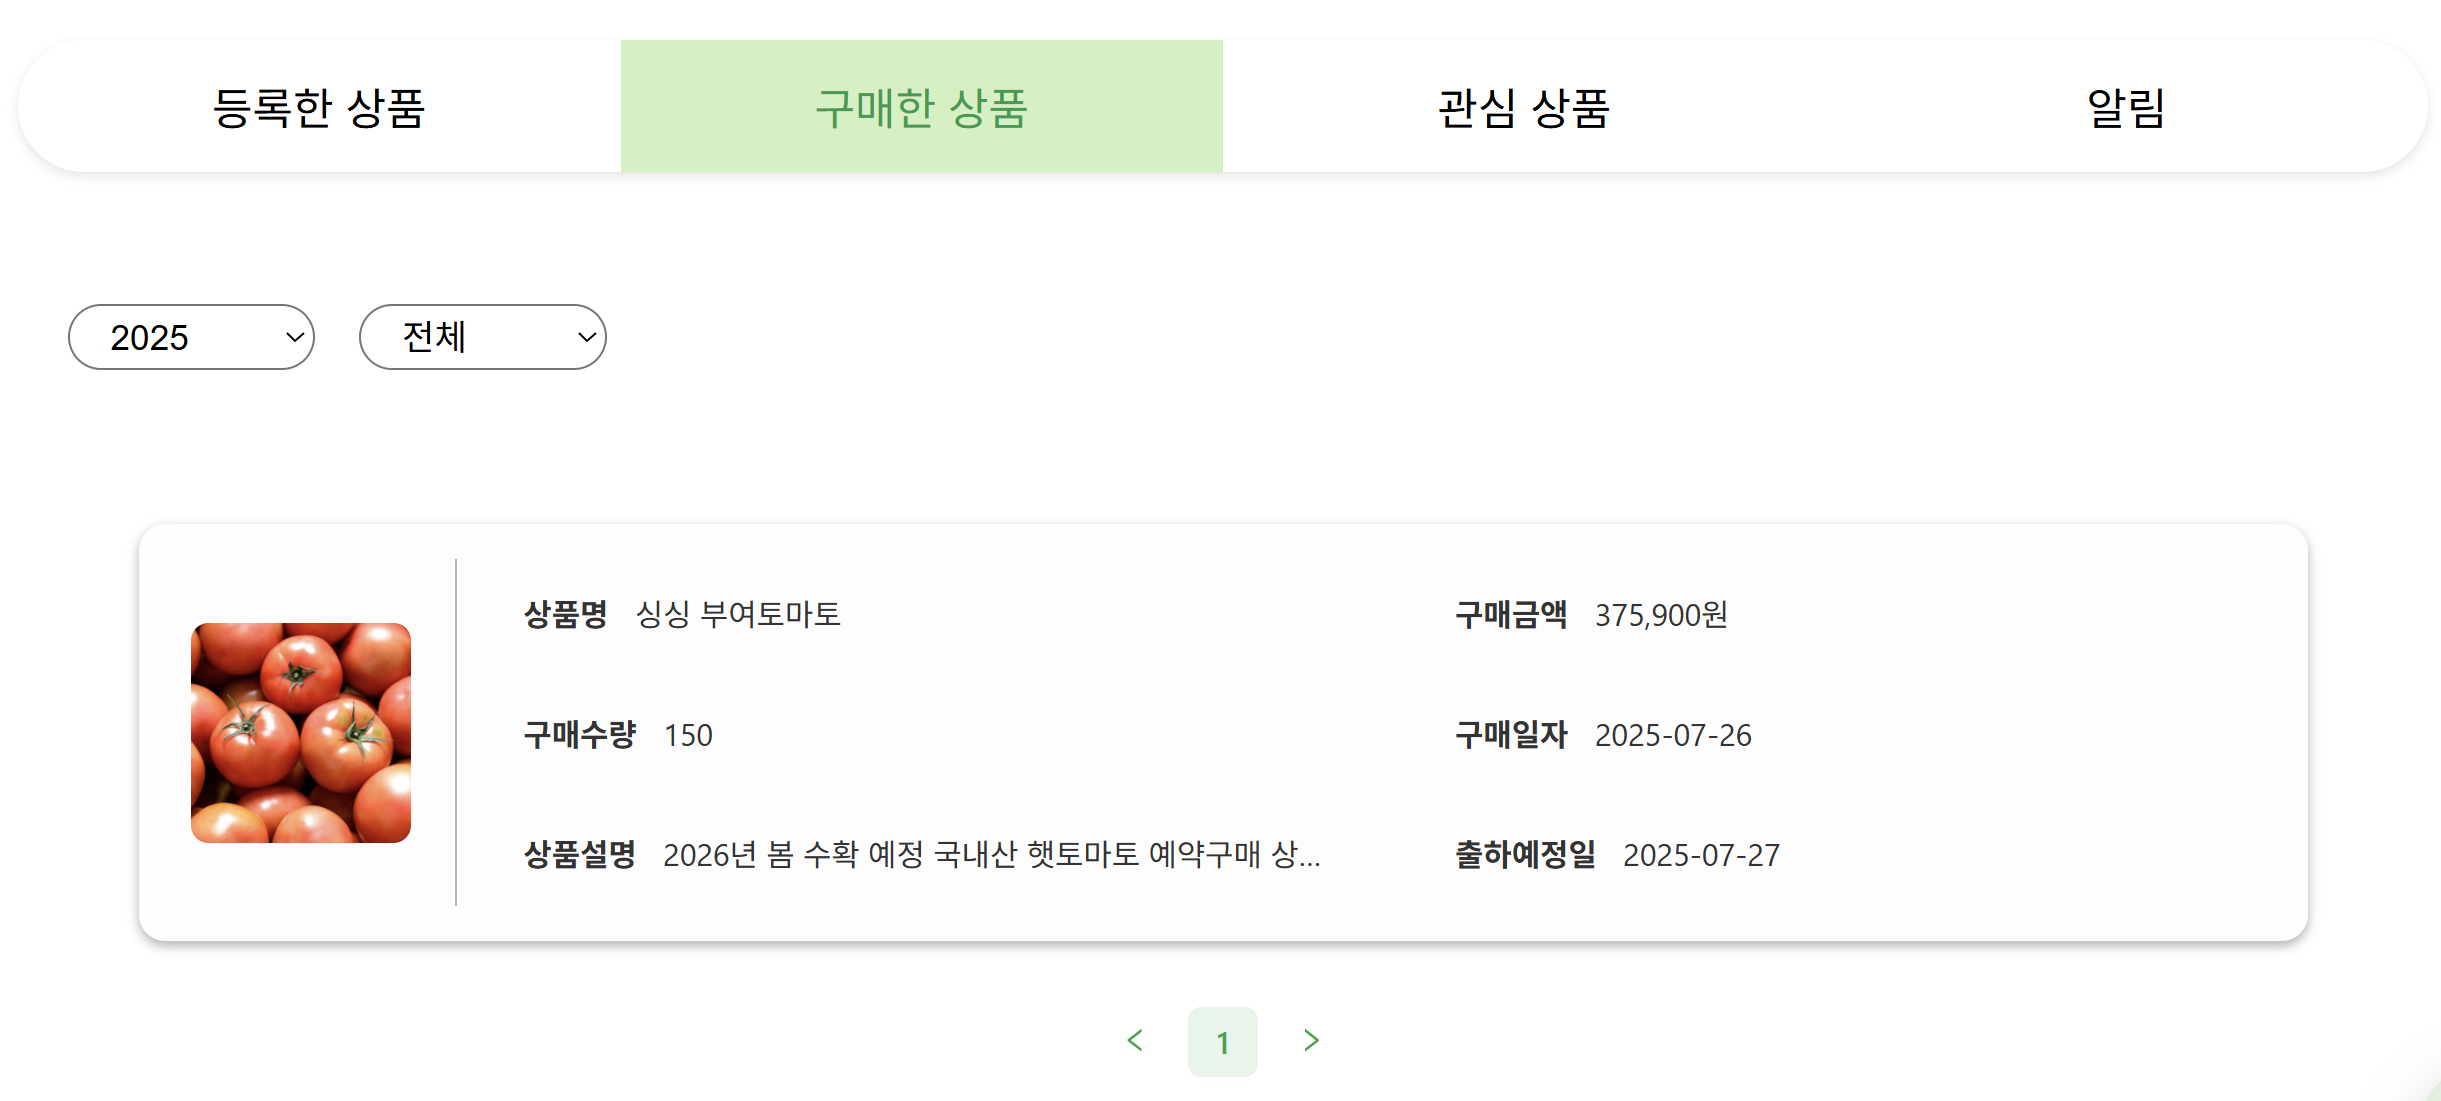 등록한 상품 구매한 상품 관심 상품 알림
2025 전체
상품명 싱싱 부여토마토 구매금액 375,900원
구매수량 150 구매일자 2025-07-26
상품설명 2026년 봄 수확 예정 국내산 햇토마토 예약구매 상... 출하예정일 2025-07-27
< 1 >